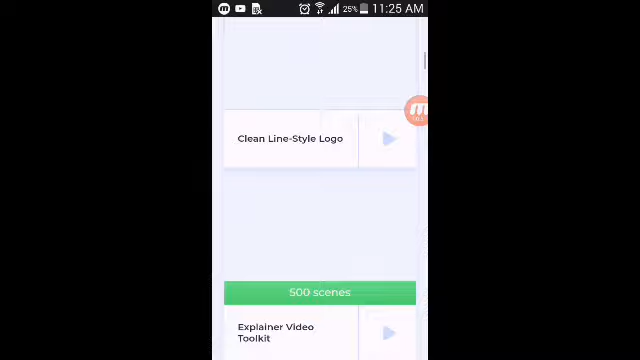 25% 11:25 AM
Clean Line-Style Logo
500 scenes
Explainer Video
Toolkit